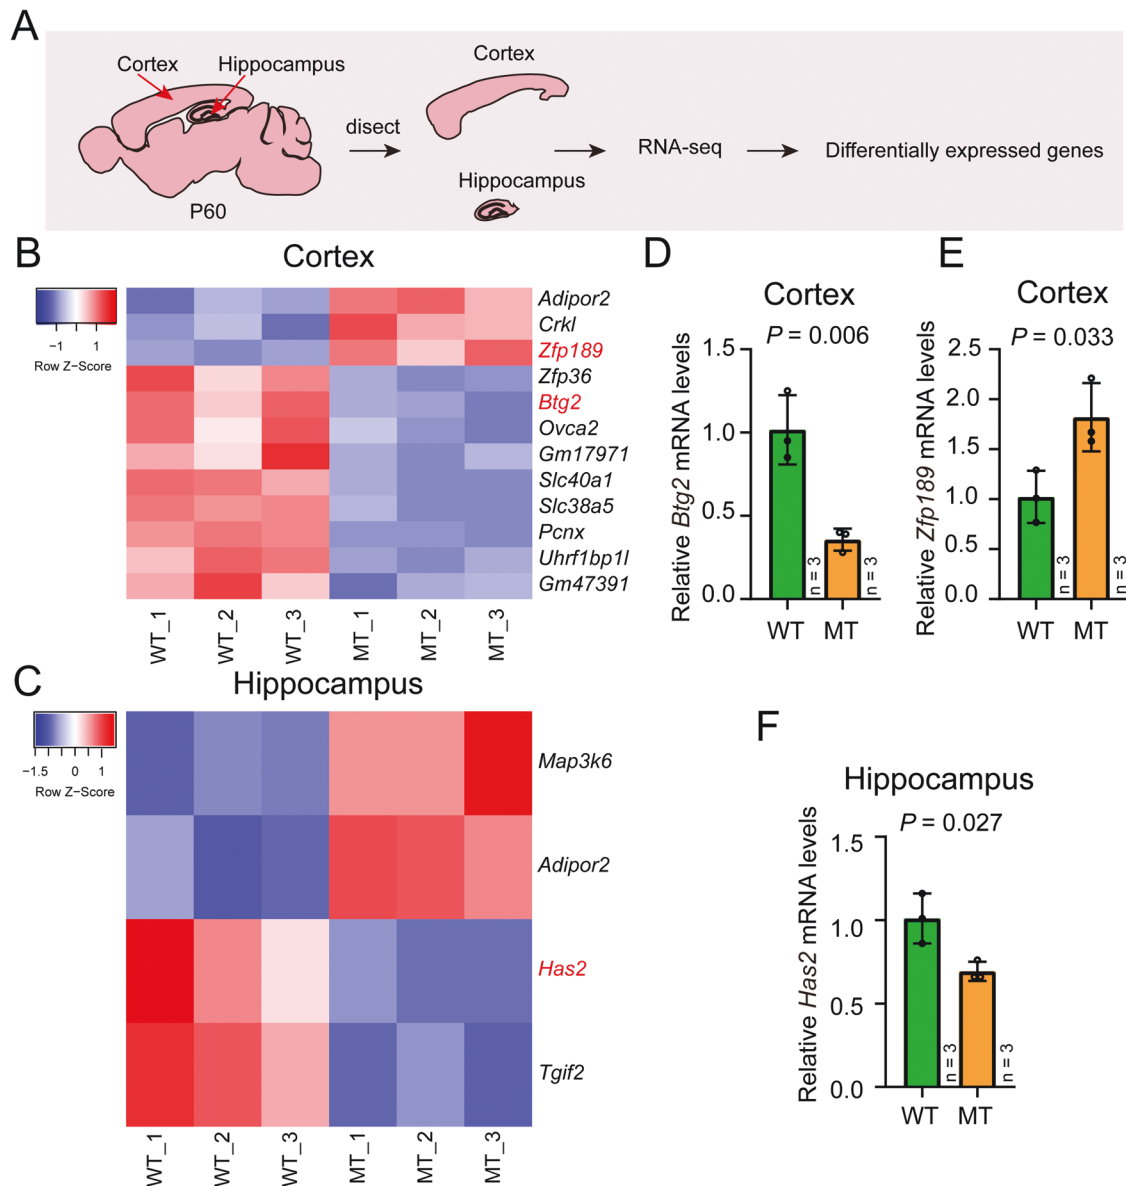 A
Cortex
Hippocampus
P60
disect
Cortex
Hippocampus
RNA-seq
Differentially expressed genes
B
Cortex
−1 1
Row Z−Score
Adipor2
Crkl
Zfp189
Zfp36
Btg2
Ovca2
Gm17971
Slc40a1
Slc38a5
Pcnx
Uhrf1bp1l
Gm47391
WT_1
WT_2
WT_3
MT_1
MT_2
MT_3
C
Hippocampus
−1.5 0 1
Row Z−Score
Map3k6
Adipor2
Has2
Tgif2
WT_1
WT_2
WT_3
MT_1
MT_2
MT_3
D
Cortex
P = 0.006
Relative Btg2 mRNA levels
1.5
1.0
0.5
0.0
n = 3
n = 3
WT
MT
E
Cortex
P = 0.033
Relative Zfp189 mRNA levels
2.5
2.0
1.5
1.0
0.5
0.0
n = 3
n = 3
WT
MT
F
Hippocampus
P = 0.027
Relative Has2 mRNA levels
1.5
1.0
0.5
0.0
n = 3
n = 3
WT
MT